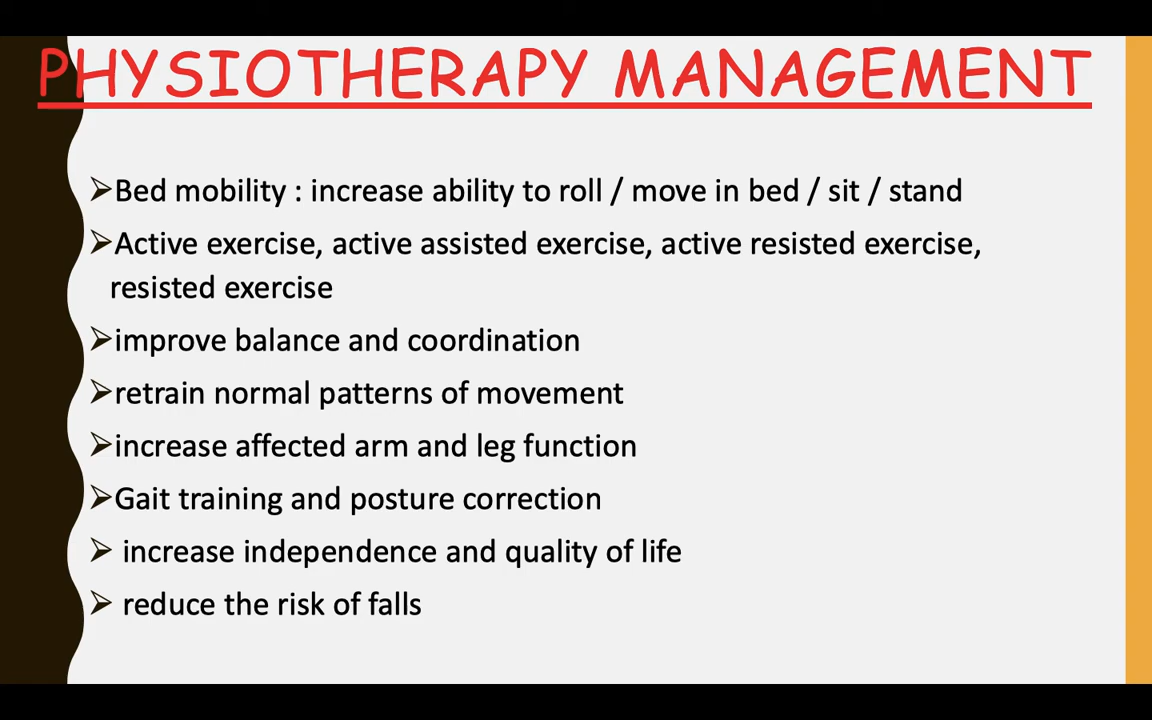 PHYSIOTHERAPY MANAGEMENT
➢Bed mobility : increase ability to roll / move in bed / sit / stand
➢Active exercise, active assisted exercise, active resisted exercise,
resisted exercise
➢improve balance and coordination
➢retrain normal patterns of movement
➢increase affected arm and leg function
➢Gait training and posture correction
➢ increase independence and quality of life
➢ reduce the risk of falls